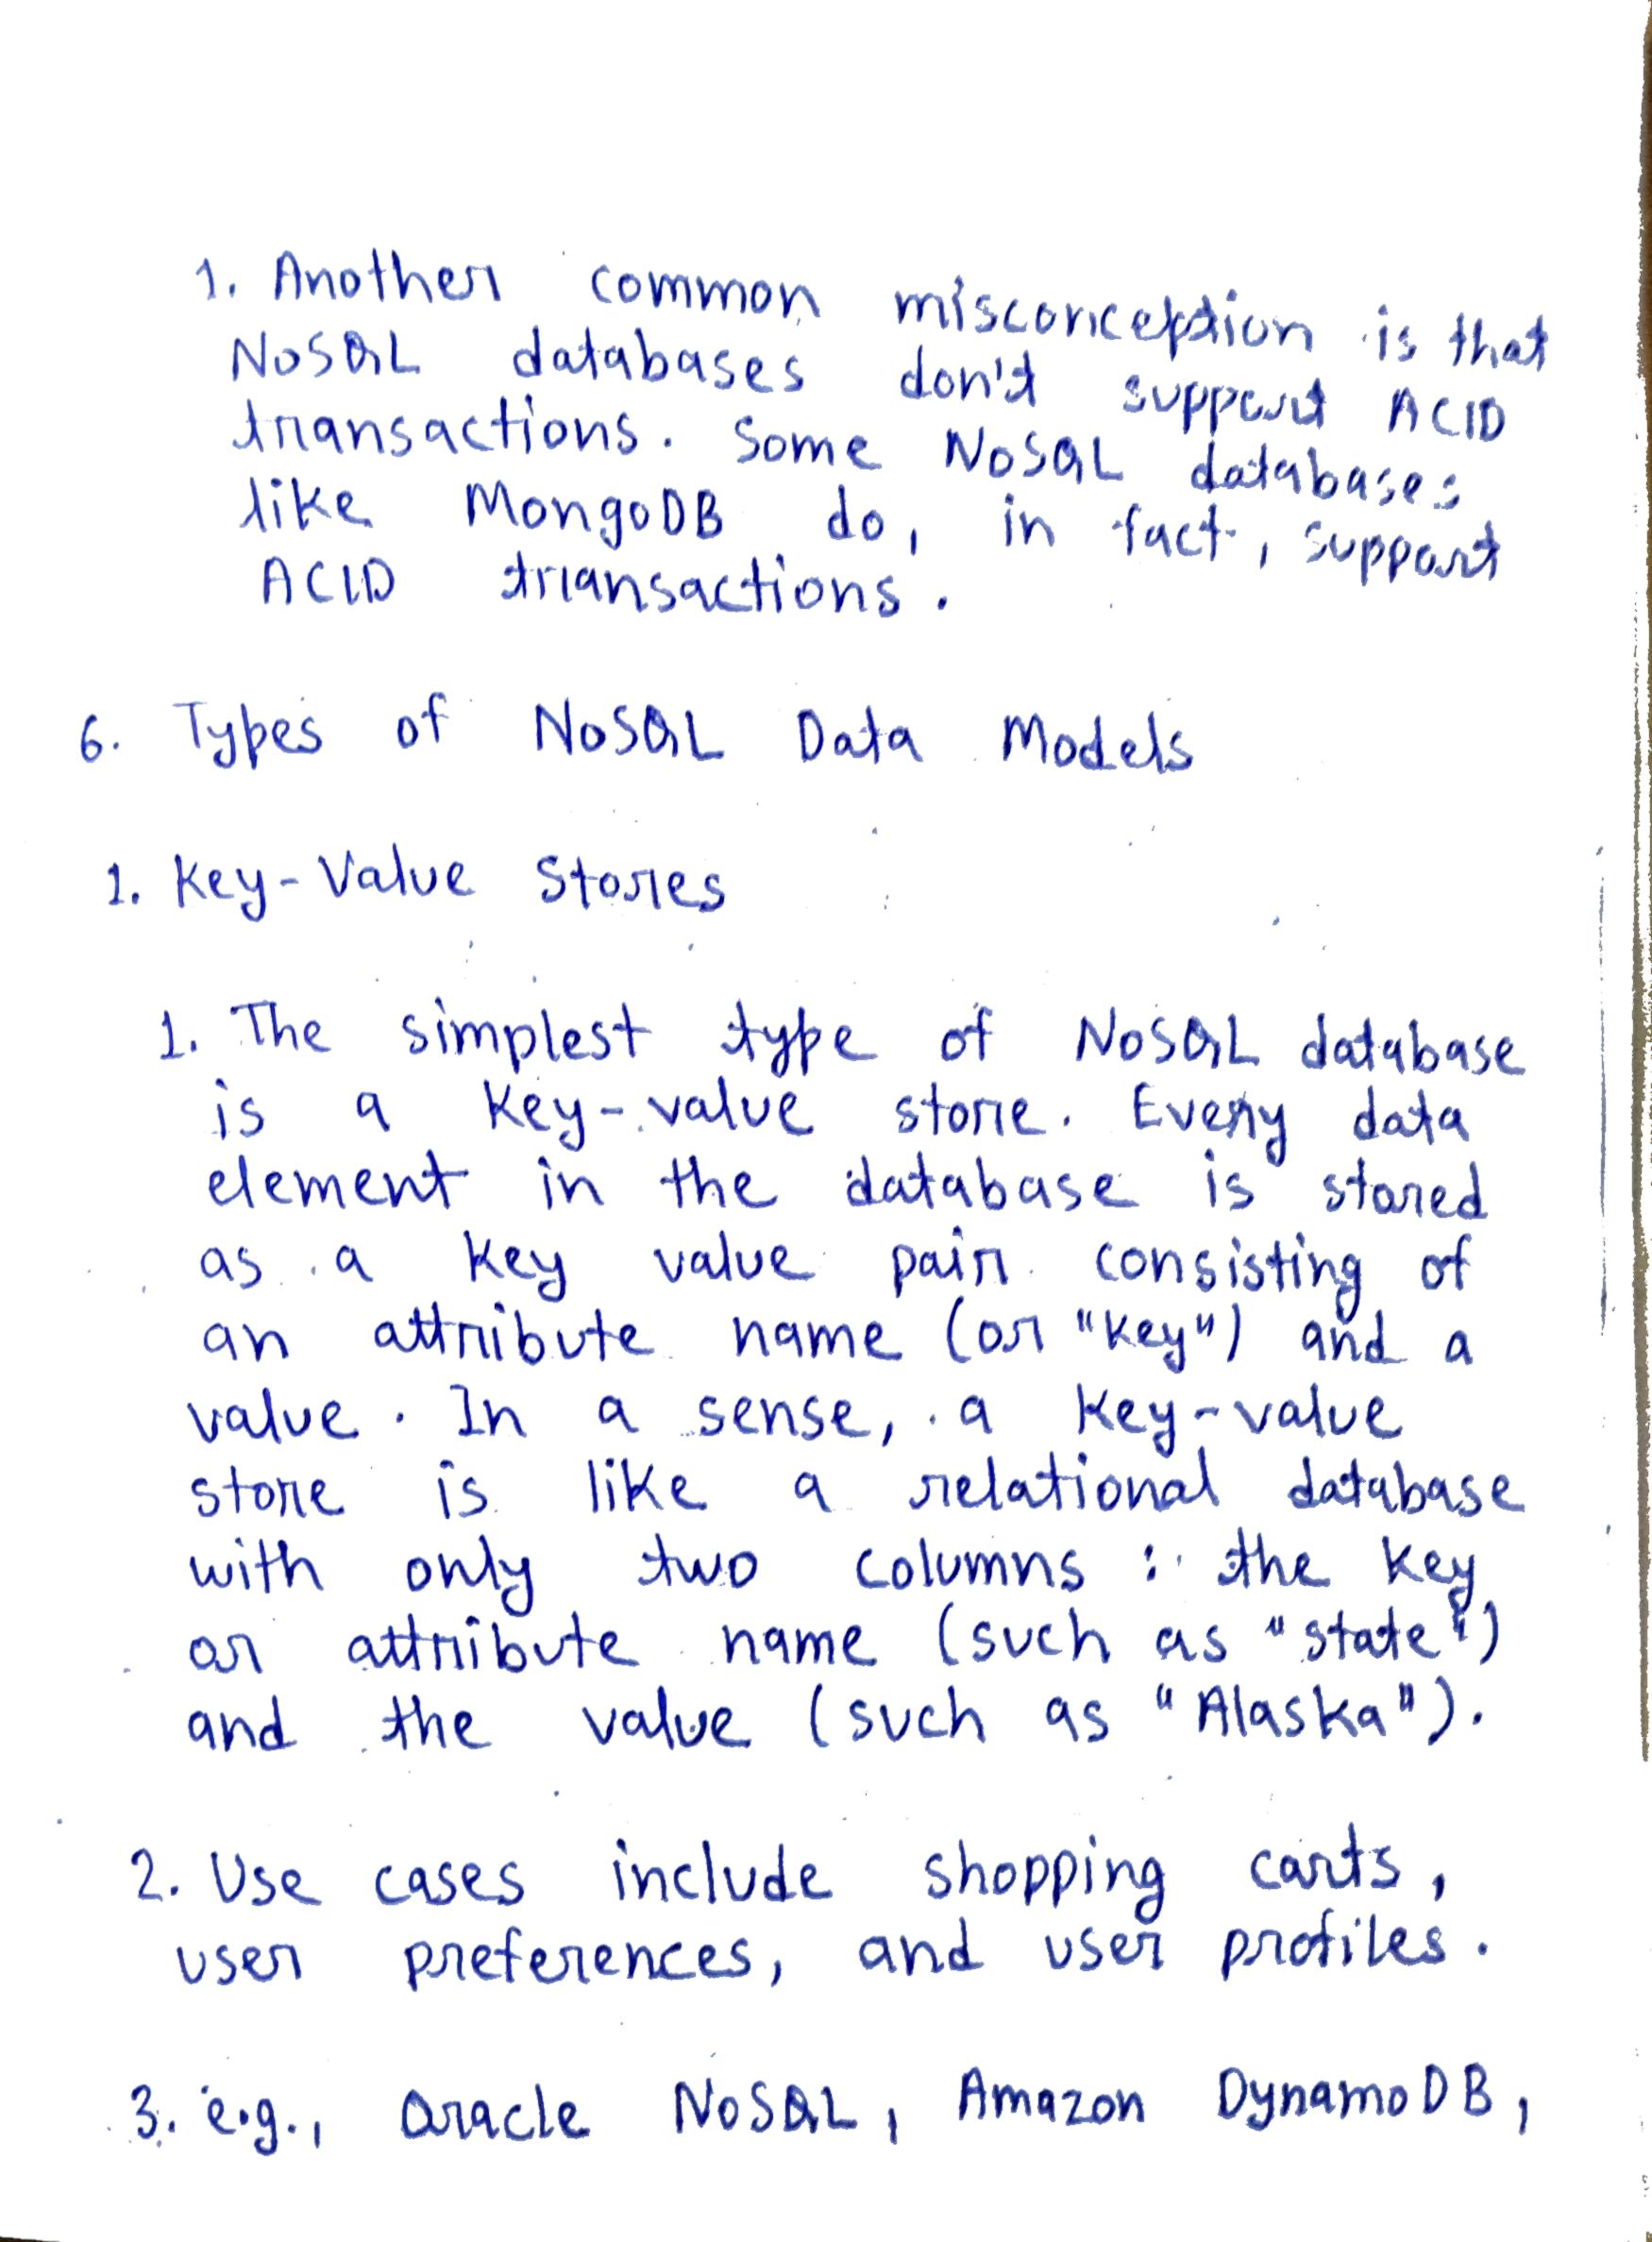 1. Another common misconception is that
NoSQL databases don't support ACID
transactions. Some NoSQL databases
like MongoDB do, in fact, support
ACID transactions.
6. Types of NoSQL Data Models
1. Key-Value Stores
1. The simplest type of NoSQL database
is a key-value store. Every data
element in the database is stored
as a key value pair consisting of
an attribute name (or "key") and a
value. In a sense, a key-value
store is like a relational database
with only two columns : the key
or attribute name (such as "state")
and the value (such as "Alaska").
2. Use cases include shopping carts,
user preferences, and user profiles.
3. e.g., Oracle NoSQL, Amazon DynamoDB,